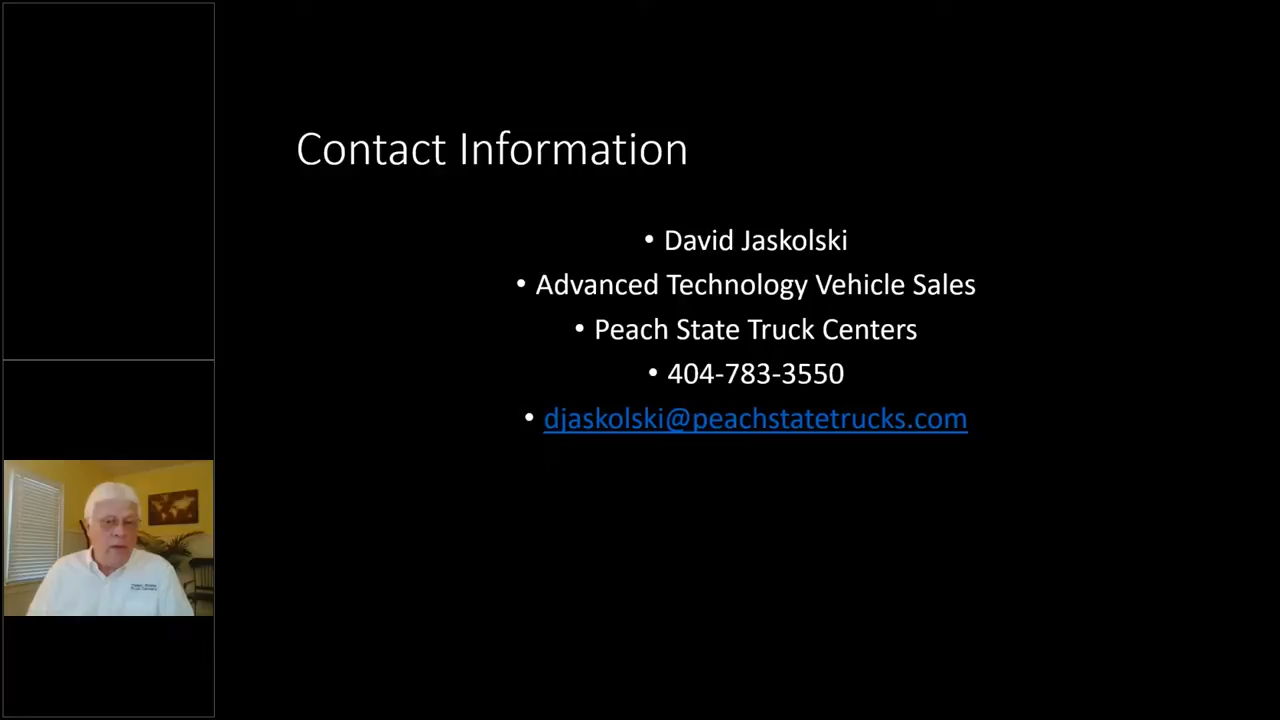 Contact Information
• David Jaskolski
• Advanced Technology Vehicle Sales
• Peach State Truck Centers
• 404-783-3550
• djaskolski@peachstatetrucks.com